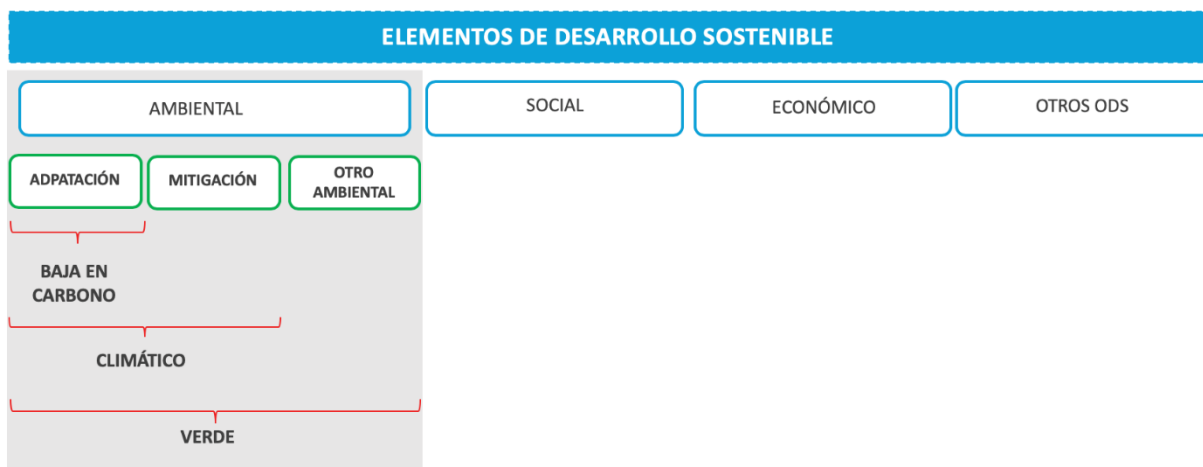 ELEMENTOS DE DESARROLLO SOSTENIBLE
AMBIENTAL
SOCIAL
ECONÓMICO
OTROS ODS
ADPATACIÓN
MITIGACIÓN
OTRO
AMBIENTAL
BAJA EN
CARBONO
CLIMÁTICO
VERDE